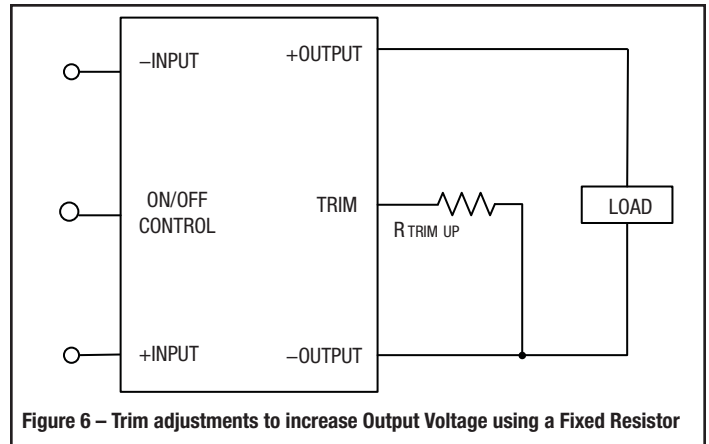 −INPUT
+OUTPUT
ON/OFF
CONTROL
TRIM
R TRIM UP
LOAD
+INPUT
−OUTPUT
Figure 6 – Trim adjustments to increase Output Voltage using a Fixed Resistor